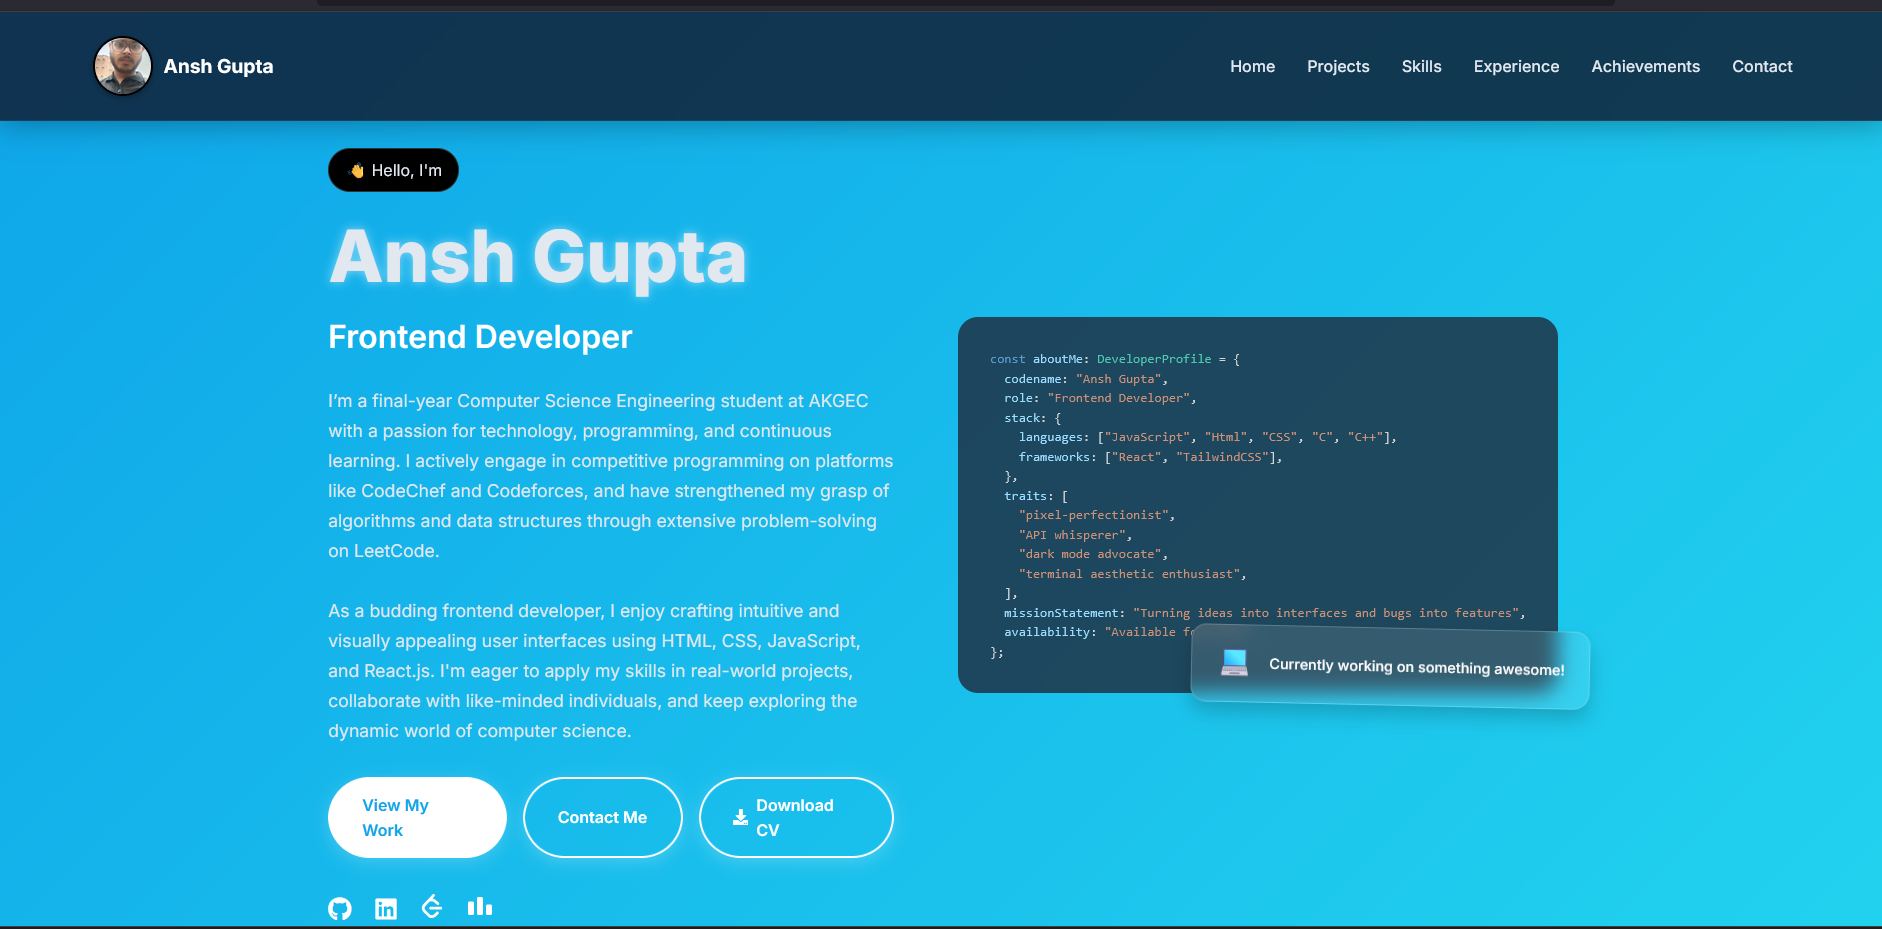 Ansh Gupta
Home Projects Skills Experience Achievements Contact
👋 Hello, I'm
Ansh Gupta
Frontend Developer
I’m a final-year Computer Science Engineering student at AKGEC
with a passion for technology, programming, and continuous
learning. I actively engage in competitive programming on platforms
like CodeChef and Codeforces, and have strengthened my grasp of
algorithms and data structures through extensive problem-solving
on LeetCode.
As a budding frontend developer, I enjoy crafting intuitive and
visually appealing user interfaces using HTML, CSS, JavaScript,
and React.js. I'm eager to apply my skills in real-world projects,
collaborate with like-minded individuals, and keep exploring the
dynamic world of computer science.
View My
Work
Contact Me
Download
CV
const aboutMe: DeveloperProfile = {
codename: "Ansh Gupta",
role: "Frontend Developer",
stack: {
languages: ["JavaScript", "Html", "CSS", "C", "C++"],
frameworks: ["React", "TailwindCSS"],
},
traits: [
"pixel-perfectionist",
"API whisperer",
"dark mode advocate",
"terminal aesthetic enthusiast",
],
missionStatement: "Turning ideas into interfaces and bugs into features",
availability: "Available
};
Currently working on something awesome!